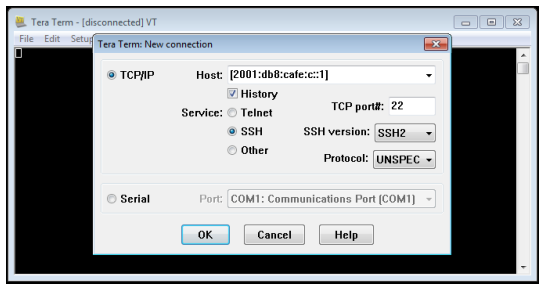 Tera Term - [disconnected] VT
File Edit Setup
Tera Term: New connection
TCP/IP Host: [2001:db8:cafe:c::1]
History
Service: Telnet TCP port#: 22
SSH SSH version: SSH2
Other Protocol: UNSPEC
Serial Port: COM1: Communications Port (COM1)
OK Cancel Help